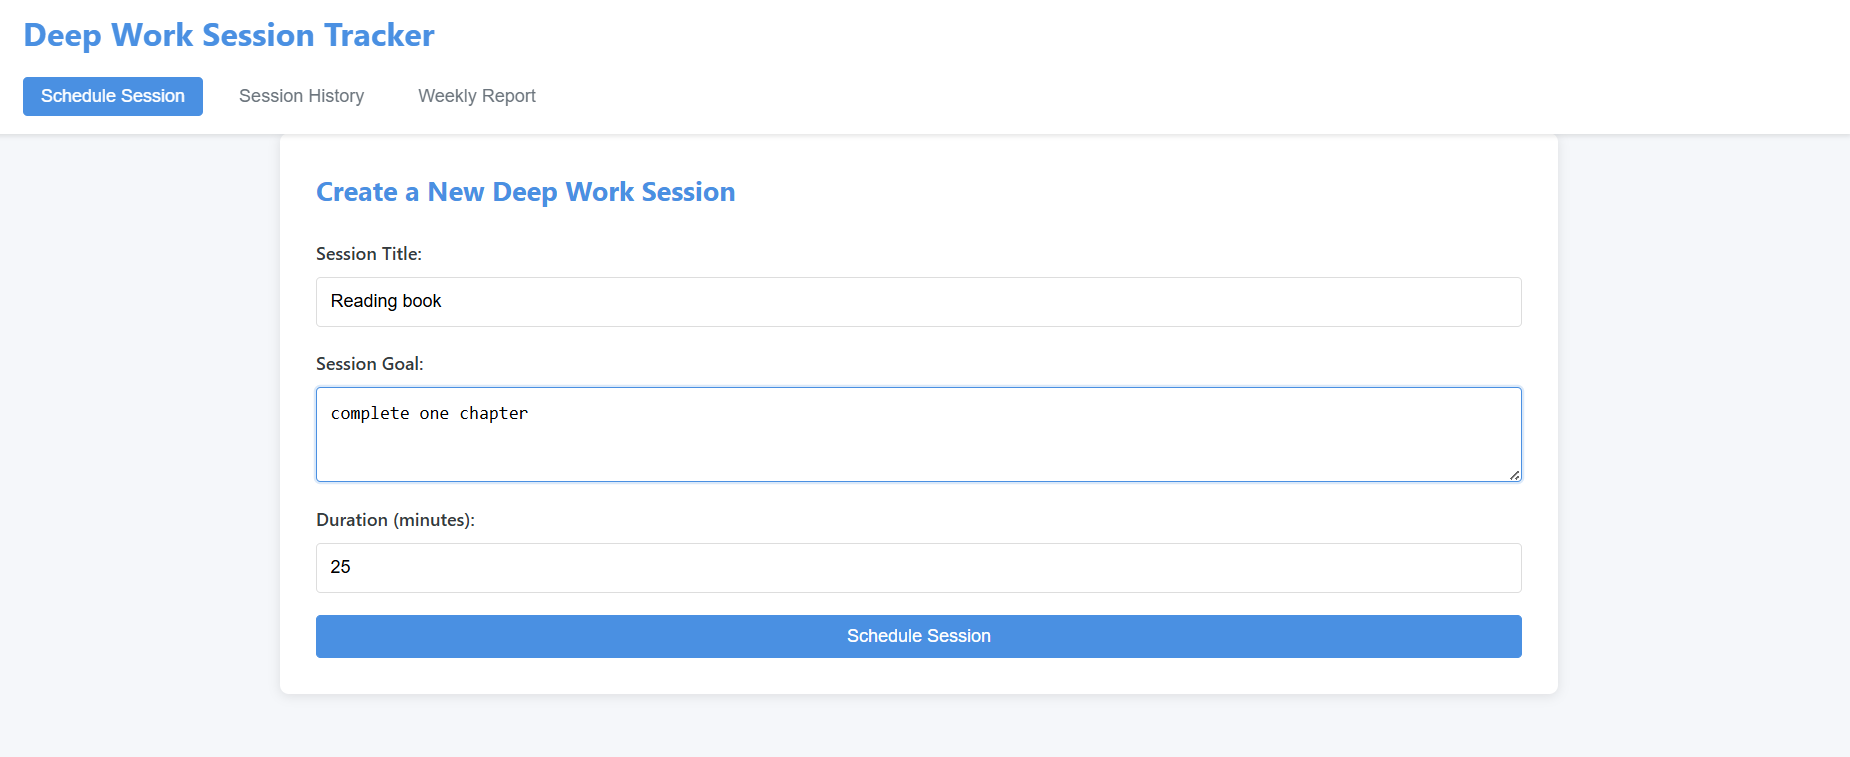 Deep Work Session Tracker
Schedule Session Session History Weekly Report
Create a New Deep Work Session
Session Title:
Reading book
Session Goal:
complete one chapter
Duration (minutes):
25
Schedule Session